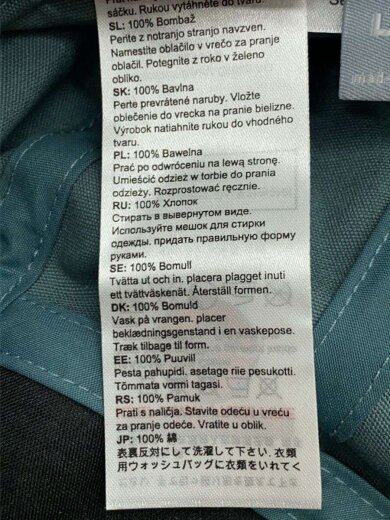 sáčku. Rukou vytáhněte do tvaru.
SL: 100% Bombaž
Perite z notranjo stranjo navzven.
Namestite oblačilo v vrečo za pranje
oblačil. Potegnite z roko v želeno
obliko.
SK: 100% Bavlna
Perte prevrátené naruby. Vložte
oblečenie do vrecka na pranie bielizne.
Výrobok natiahnite rukou do vhodného
tvaru.
PL: 100% Bawełna
Prać po odwróceniu na lewą stronę.
Umieścić odzież w torbie do prania
odzieży. Rozprostować ręcznie.
RU: 100% Хлопок
Стирать в вывернутом виде.
Используйте мешок для стирки
одежды. придать правильную форму
руками.
SE: 100% Bomull
Tvätta ut och in. placera plagget inuti
ett tvättväskenät. Återställ formen.
DK: 100% Bomuld
Vask på vrangen. placer
beklædningsgenstand i en vaskepose.
Træk tilbage til form.
EE: 100% Puuvill
Pesta pahupidi. asetage riie pesukotti.
Tõmmata vormi tagasi.
RS: 100% Pamuk
Prati s naličja. Stavite odeću u vreću
za pranje odeće. Vratite u oblik.
JP: 100% 綿
表裏反対にして洗濯して下さい. 衣類
用ウォッシュバッグに衣類をいれてく